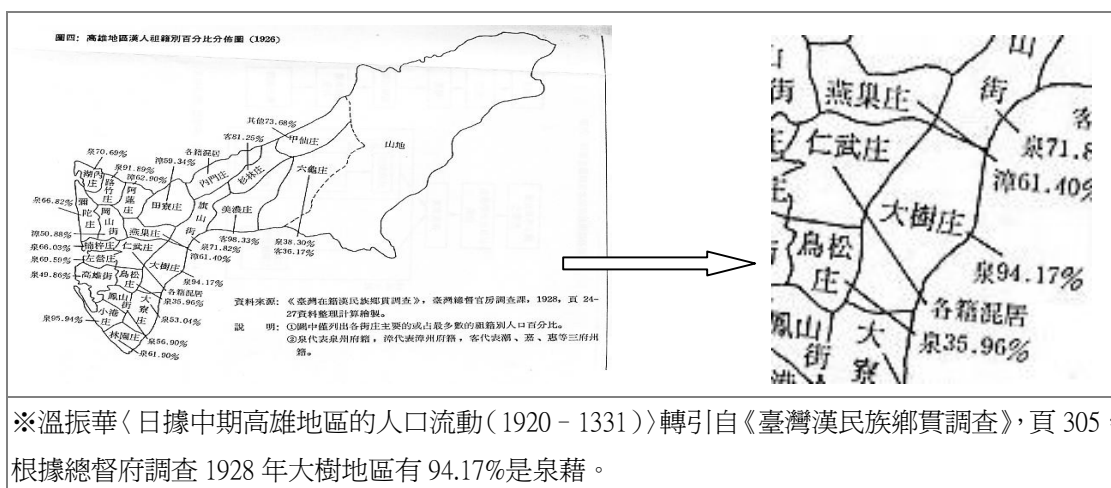 圖四：高雄地區漢人祖籍別百分比分佈圖（1926）
其他73.68%
客81.25%
甲仙庄
山地
各籍混居
漳59.34%
泉70.69%
泉91.89%
漳62.90%
內門庄
杉林庄
六龜庄
湖內庄
路竹庄
阿蓮庄
田寮庄
旗山街
美濃庄
泉66.82%
彌陀庄
岡山街
燕巢庄
客98.33%
泉38.30%
客36.17%
漳50.88%
泉71.82%
漳61.40%
泉66.03%
楠梓庄
仁武庄
泉69.59%
左營庄
大樹庄
泉94.17%
泉49.86%
高雄街
鳥松庄
各籍混居
泉35.96%
鳳山街
大寮庄
泉53.04%
小港庄
泉95.94%
林園庄
泉56.90%
泉61.90%
資料來源：《臺灣在籍漢民族鄉貫調查》，臺灣總督官房調查課，1928，頁 24-
27資料整理計算繪製。
說　明：①圖中僅列出各街庄主要的或占最多數的祖籍別人口百分比。
②泉代表泉州府籍，漳代表漳州府籍，客代表潮、嘉、惠等三府州
籍。
山
街
山
街
燕巢庄
客
仁武庄
泉71.8
漳61.40%
大樹庄
鳥松
庄
泉94.17%
各籍混居
泉35.96%
鳳山
街
大
寮
港
※溫振華〈日據中期高雄地區的人口流動（1920﹣1331）〉轉引自《臺灣漢民族鄉貫調查》，頁 305，
根據總督府調查 1928 年大樹地區有 94.17%是泉藉。